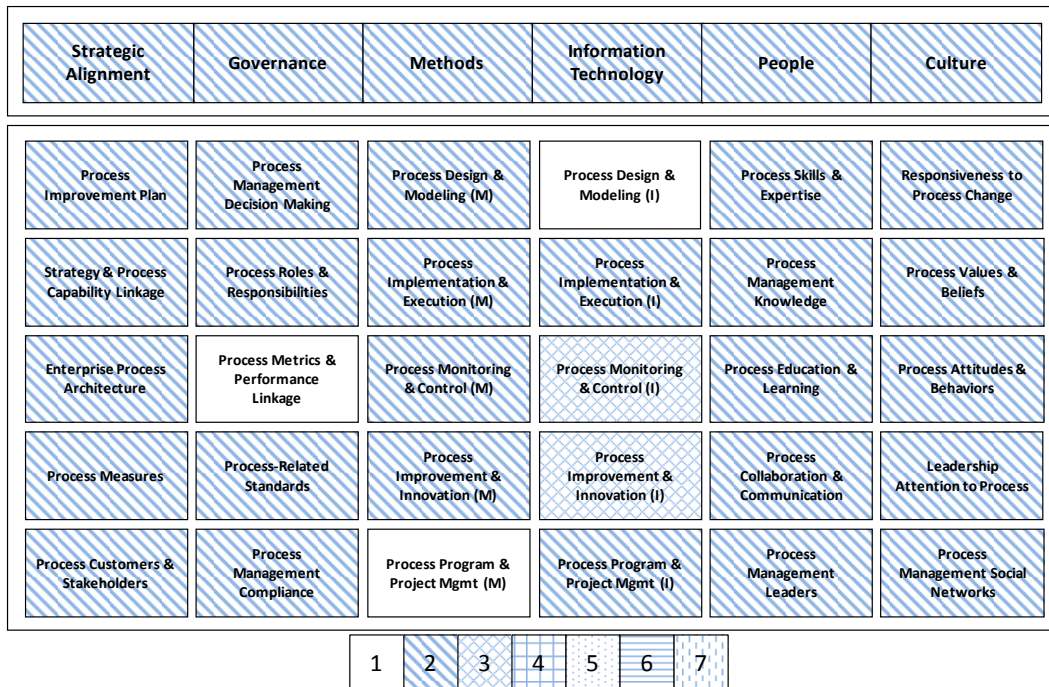 Strategic
Alignment
Governance
Methods
Information
Technology
People
Culture
Process
Improvement Plan
Process
Management
Decision Making
Process Design &
Modeling (M)
Process Design &
Modeling (I)
Process Skills &
Expertise
Responsiveness to
Process Change
Strategy & Process
Capability Linkage
Process Roles &
Responsibilities
Process
Implementation &
Execution (M)
Process
Implementation &
Execution (I)
Process
Management
Knowledge
Process Values &
Beliefs
Enterprise Process
Architecture
Process Metrics &
Performance
Linkage
Process Monitoring
& Control (M)
Process Monitoring
& Control (I)
Process Education &
Learning
Process Attitudes &
Behaviors
Process Measures
Process-Related
Standards
Process
Improvement &
Innovation (M)
Process
Improvement &
Innovation (I)
Process
Collaboration &
Communication
Leadership
Attention to Process
Process Customers &
Stakeholders
Process
Management
Compliance
Process Program &
Project Mgmt (M)
Process Program &
Project Mgmt (I)
Process
Management
Leaders
Process
Management Social
Networks
1 2 3 4 5 6 7